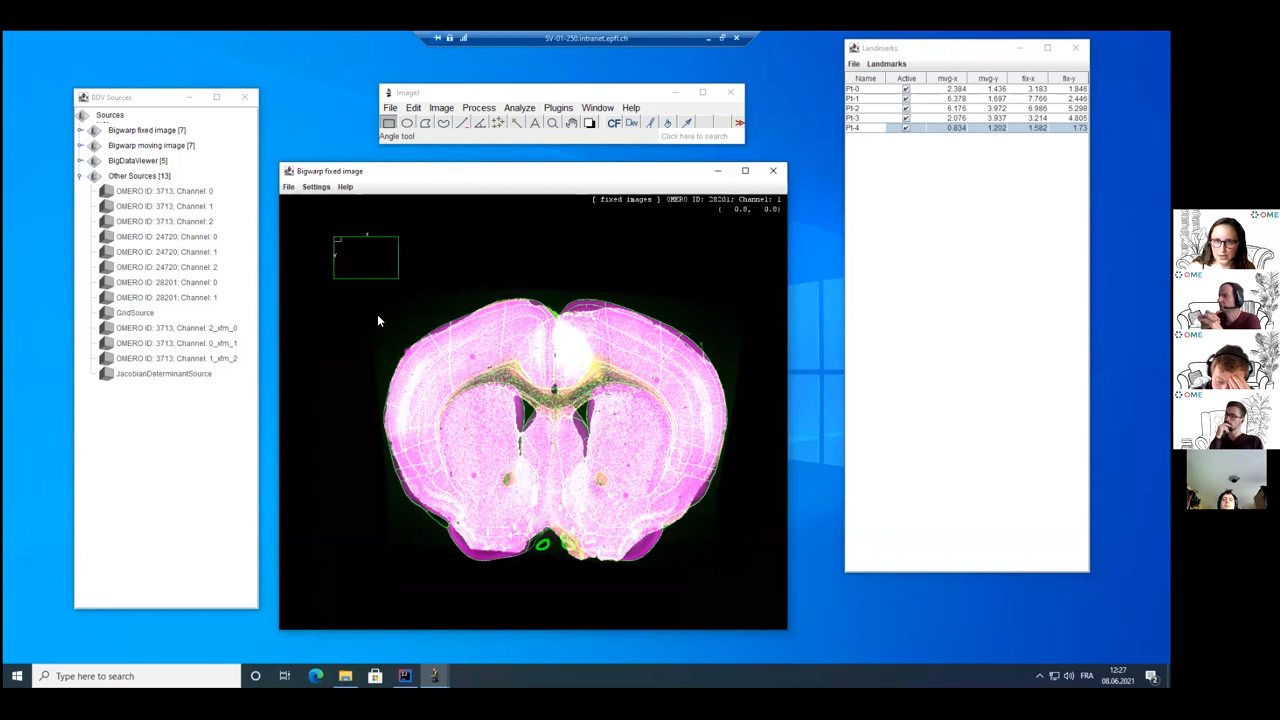 SV-01-250.intranet.epfl.ch
BDV Sources
Sources
Bigwarp fixed image [7]
Bigwarp moving image [7]
BigDataViewer [5]
Other Sources [13]
OMERO ID: 3713; Channel: 0
OMERO ID: 3713; Channel: 1
OMERO ID: 3713; Channel: 2
OMERO ID: 24720; Channel: 0
OMERO ID: 24720; Channel: 1
OMERO ID: 24720; Channel: 2
OMERO ID: 28201; Channel: 0
OMERO ID: 28201; Channel: 1
GridSource
OMERO ID: 3713; Channel: 2_xfm_0
OMERO ID: 3713; Channel: 0_xfm_1
OMERO ID: 3713; Channel: 1_xfm_2
JacobianDeterminantSource
ImageJ
File Edit Image Process Analyze Plugins Window Help
CF Dev
Angle tool Click here to search
Bigwarp fixed image
File Settings Help
[ fixed images ] OMERO ID: 28201; Channel: 1
( 0.8, 0.8)
x
y
Landmarks
File Landmarks
Name Active mvg-x mvg-y fix-x fix-y
Pt-0 2.384 1.436 3.183 1.846
Pt-1 6.378 1.697 7.766 2.446
Pt-2 6.176 3.972 6.986 5.298
Pt-3 2.076 3.937 3.214 4.805
Pt-4 0.834 1.202 1.582 1.73
OME
OME
OME
OME
Type here to search
FRA
12:27
08.06.2021
2